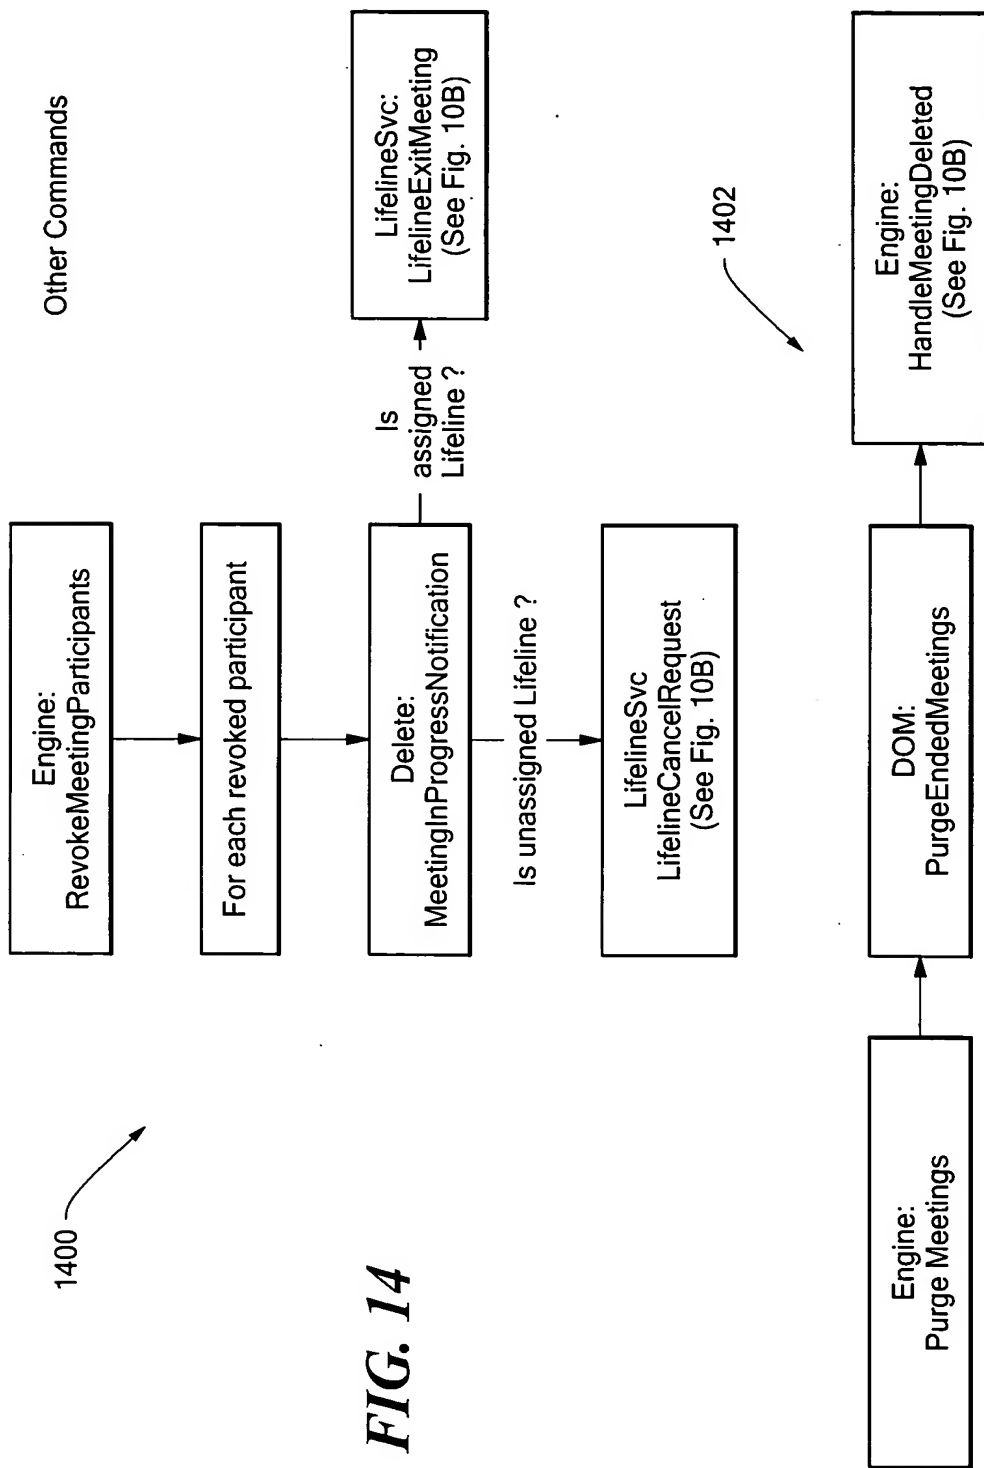 Other Commands
1400
Engine:
RevokeMeetingParticipants
For each revoked participant
Delete:
MeetingInProgressNotification
Is
assigned
Lifeline ?
LifelineSvc:
LifelineExitMeeting
(See Fig. 10B)
Is unassigned Lifeline ?
LifelineSvc
LifelineCancelRequest
(See Fig. 10B)
1402
Engine:
Purge Meetings
DOM:
PurgeEndedMeetings
Engine:
HandleMeetingDeleted
(See Fig. 10B)
FIG. 14